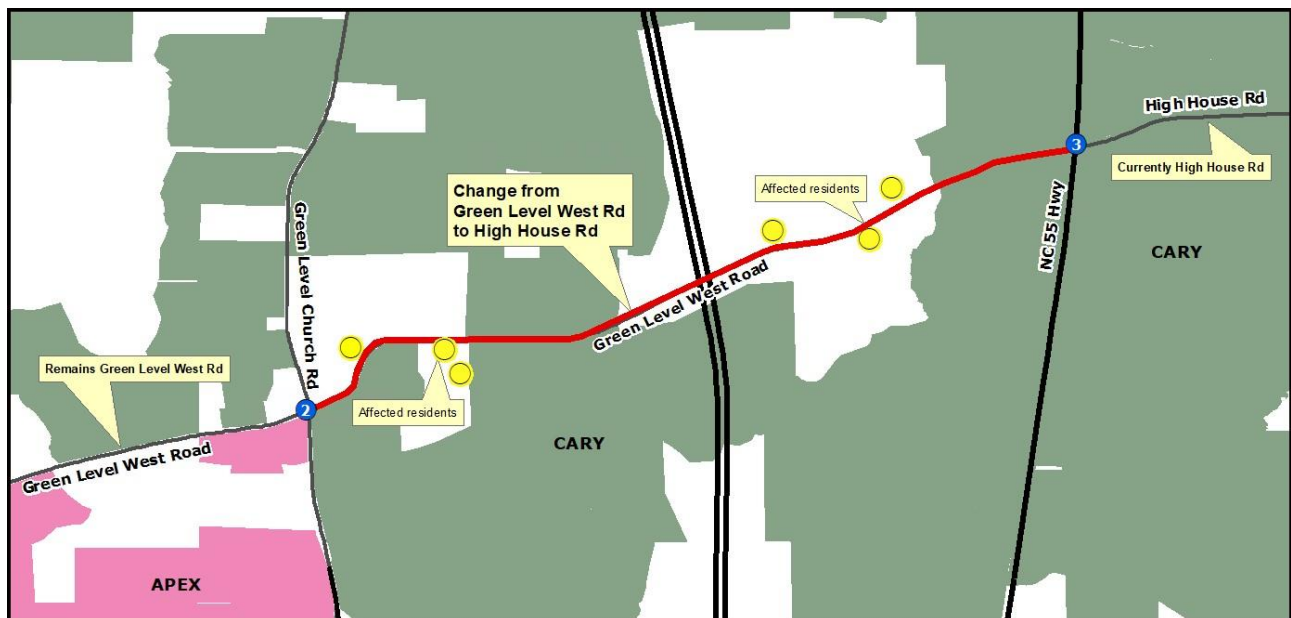 High House Rd
3
Currently High House Rd
Affected residents
Change from
Green Level West Rd
to High House Rd
NC 55 Hwy
CARY
Green Level Church Rd
Green Level West Road
Remains Green Level West Rd
2
Affected residents
CARY
Green Level West Road
APEX